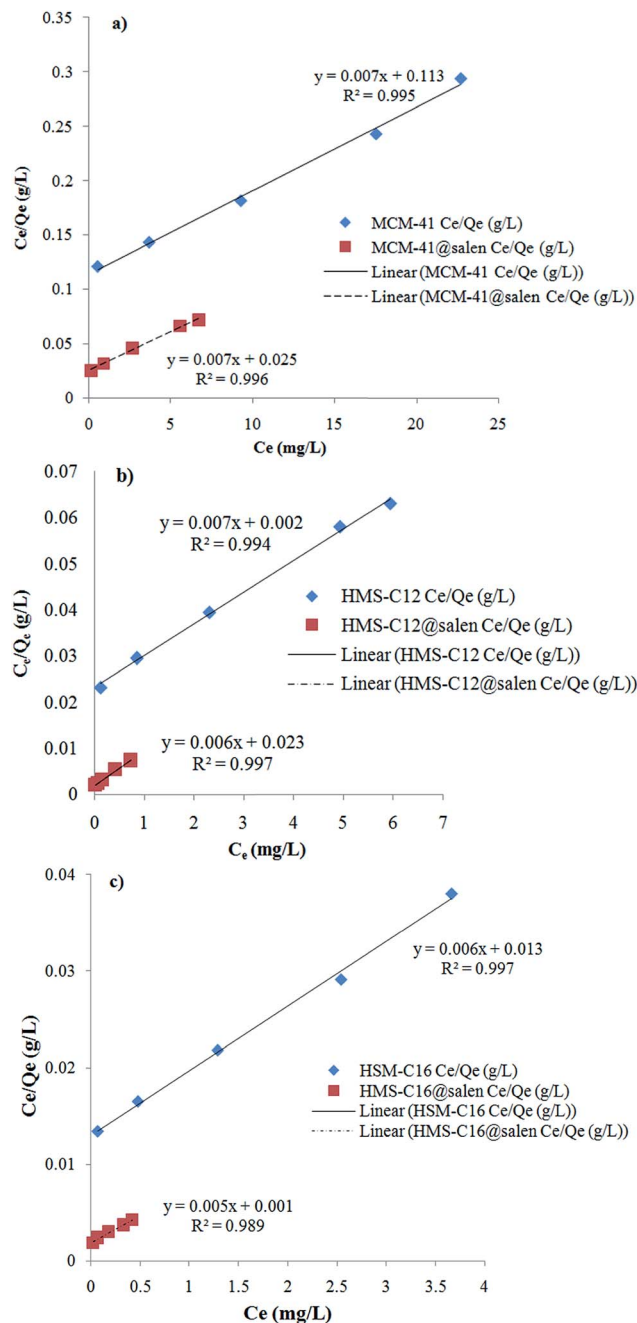 a)
0.35
0.3
0.25
0.2
0.15
0.1
0.05
0
Ce/Qe (g/L)
y = 0.007x + 0.113
R² = 0.995
y = 0.007x + 0.025
R² = 0.996
MCM-41 Ce/Qe (g/L)
MCM-41@salen Ce/Qe (g/L)
Linear (MCM-41 Ce/Qe (g/L))
Linear (MCM-41@salen Ce/Qe (g/L))
0 5 10 15 20 25
Ce (mg/L)
b)
0.07
0.06
0.05
0.04
0.03
0.02
0.01
0
Cₑ/Qₑ (g/L)
y = 0.007x + 0.002
R² = 0.994
y = 0.006x + 0.023
R² = 0.997
HMS-C12 Ce/Qe (g/L)
HMS-C12@salen Ce/Qe (g/L)
Linear (HMS-C12 Ce/Qe (g/L))
Linear (HMS-C12@salen Ce/Qe (g/L))
0 1 2 3 4 5 6 7
Cₑ (mg/L)
c)
0.04
0.03
0.02
0.01
0
Ce/Qe (g/L)
y = 0.006x + 0.013
R² = 0.997
y = 0.005x + 0.001
R² = 0.989
HSM-C16 Ce/Qe (g/L)
HMS-C16@salen Ce/Qe (g/L)
Linear (HSM-C16 Ce/Qe (g/L))
Linear (HMS-C16@salen Ce/Qe (g/L))
0 0.5 1 1.5 2 2.5 3 3.5 4
Ce (mg/L)